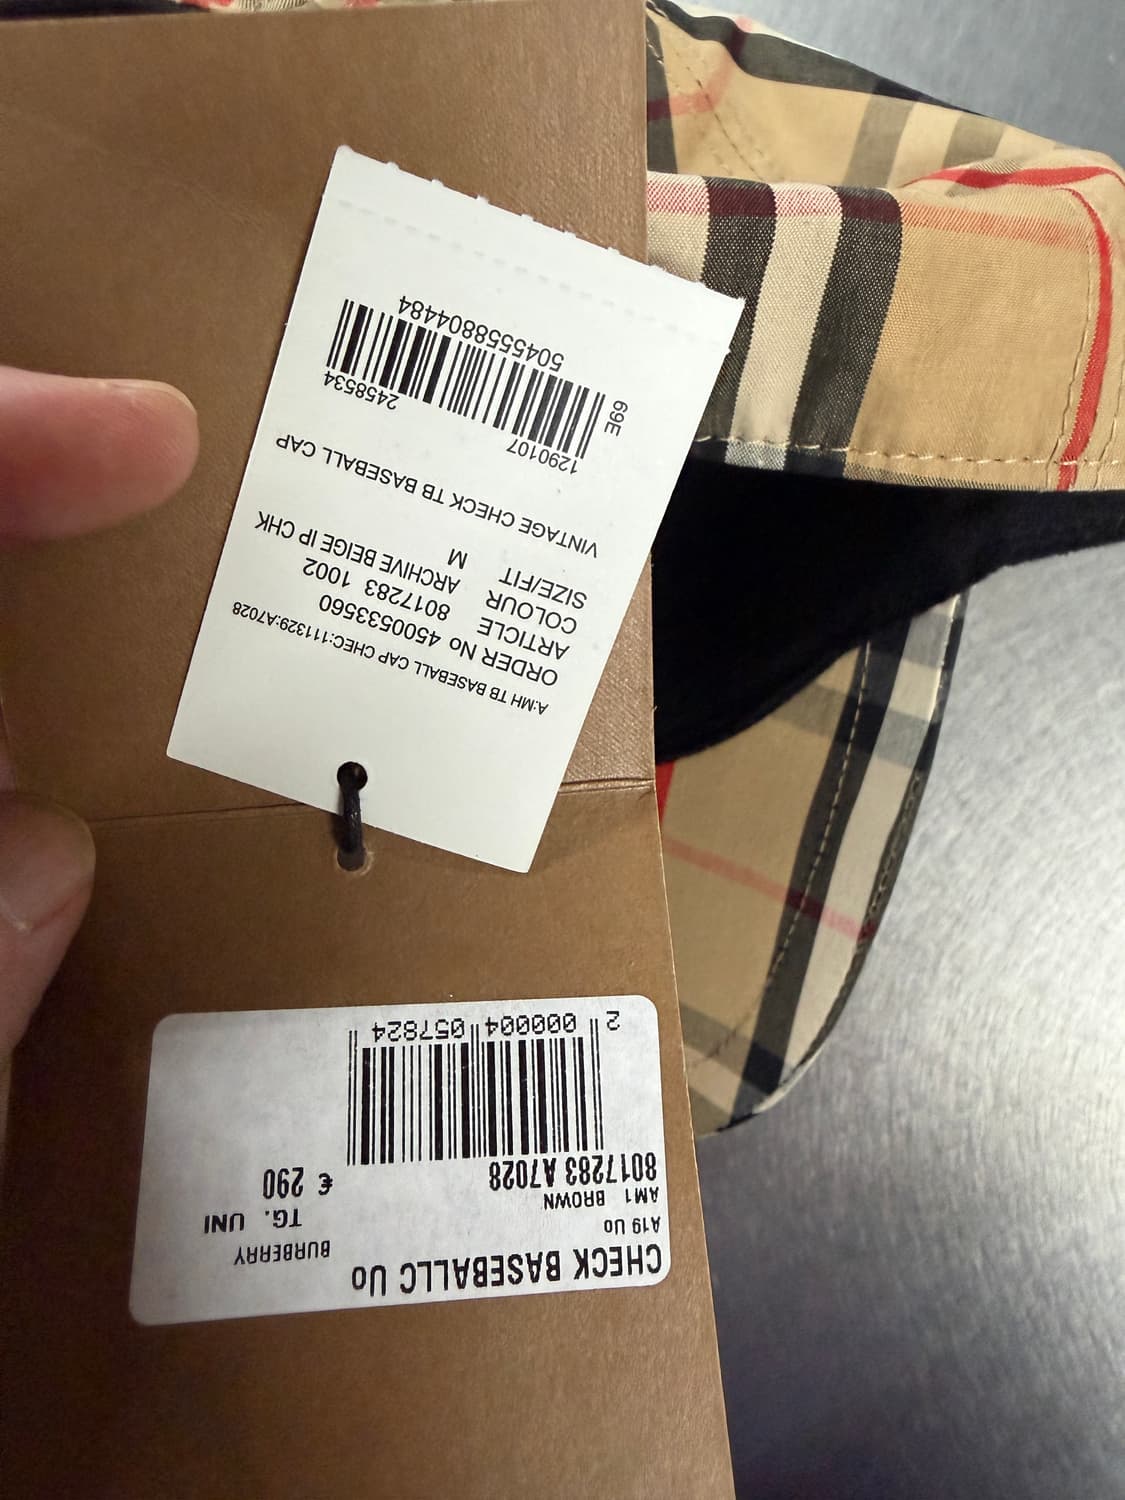 CHECK BASEBALLC Uo
A19 Uo BURBERRY
AM1 BROWN TG. UNI
8017283 A7028 € 290
2 000004 057824
A:MH TB BASEBALL CAP CHEC:111329:A7028
ORDER No 4500533560
ARTICLE 8017283 1002
COLOUR ARCHIVE BEIGE IP CHK
SIZE/FIT M
VINTAGE CHECK TB BASEBALL CAP
1290107 2458534
69E
5045558804484